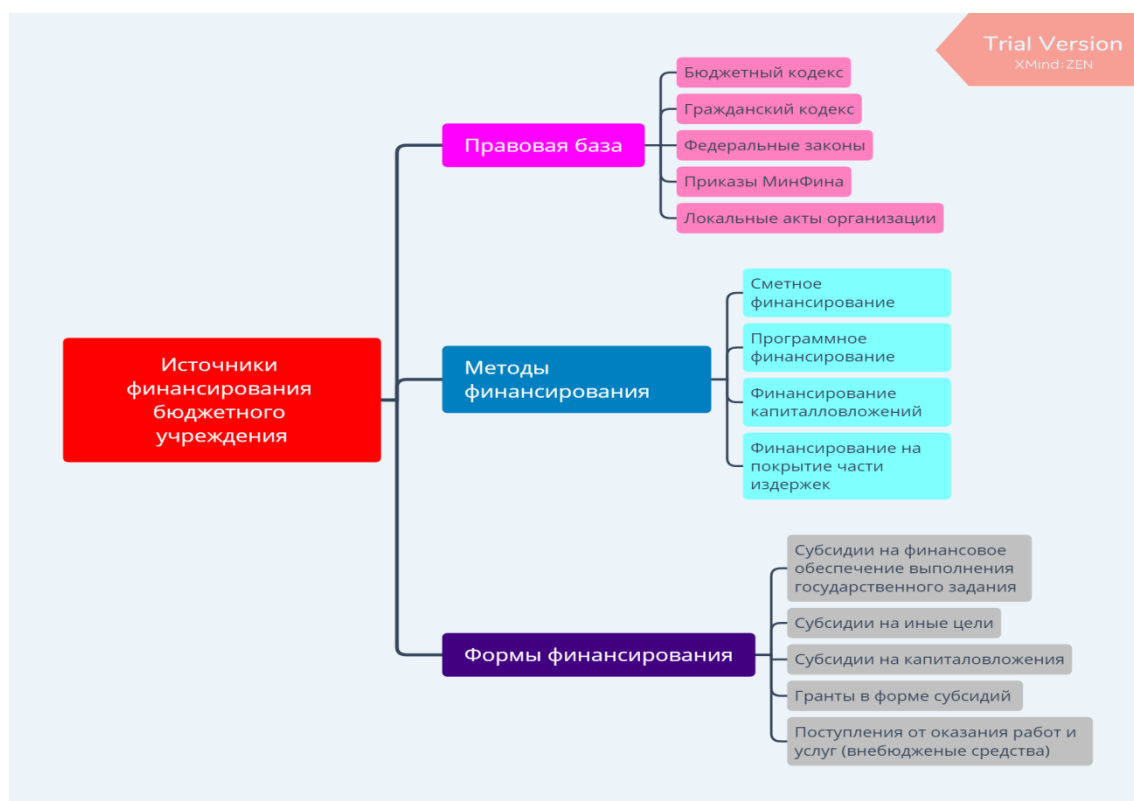 Trial Version
XMind:ZEN
Бюджетный кодекс
Гражданский кодекс
Правовая база
Федеральные законы
Приказы МинФина
Локальные акты организации
Источники
финансирования
бюджетного
учреждения
Методы
финансирования
Сметное
финансирование
Программное
финансирование
Финансирование
капиталловложений
Финансирование на
покрытие части
издержек
Формы финансирования
Субсидии на финансовое
обеспечение выполнения
государственного задания
Субсидии на иные цели
Субсидии на капиталовложения
Гранты в форме субсидий
Поступления от оказания работ и
услуг (внебюдженые средства)